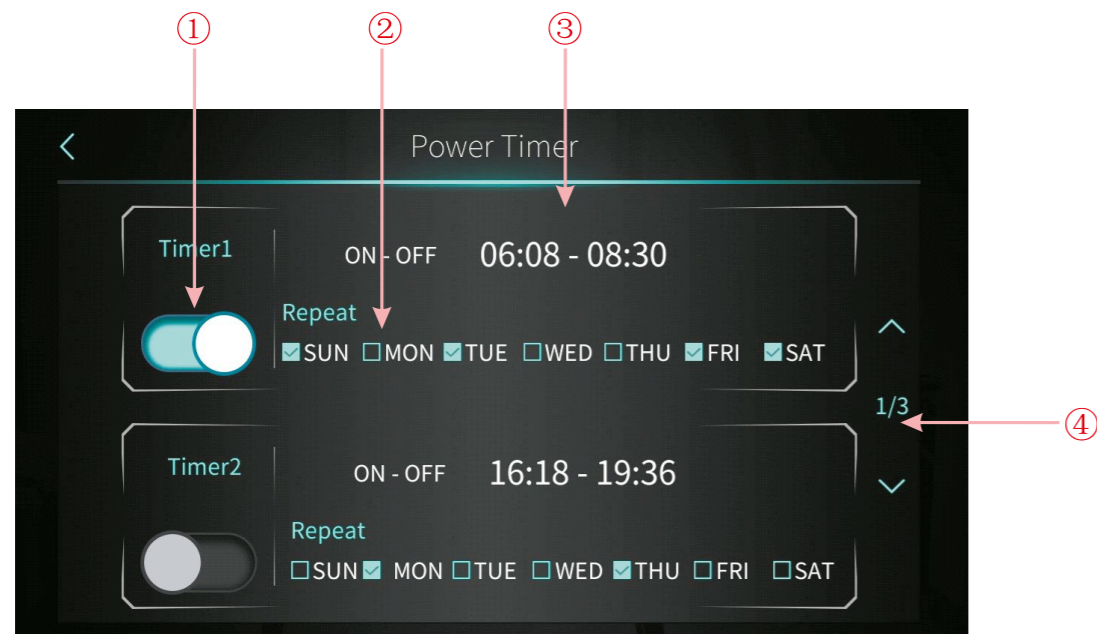 ① ② ③
Power Timer
Timer1
ON - OFF 06:08 - 08:30
Repeat
SUN MON TUE WED THU FRI SAT
1/3
④
Timer2
ON - OFF 16:18 - 19:36
Repeat
SUN MON TUE WED THU FRI SAT